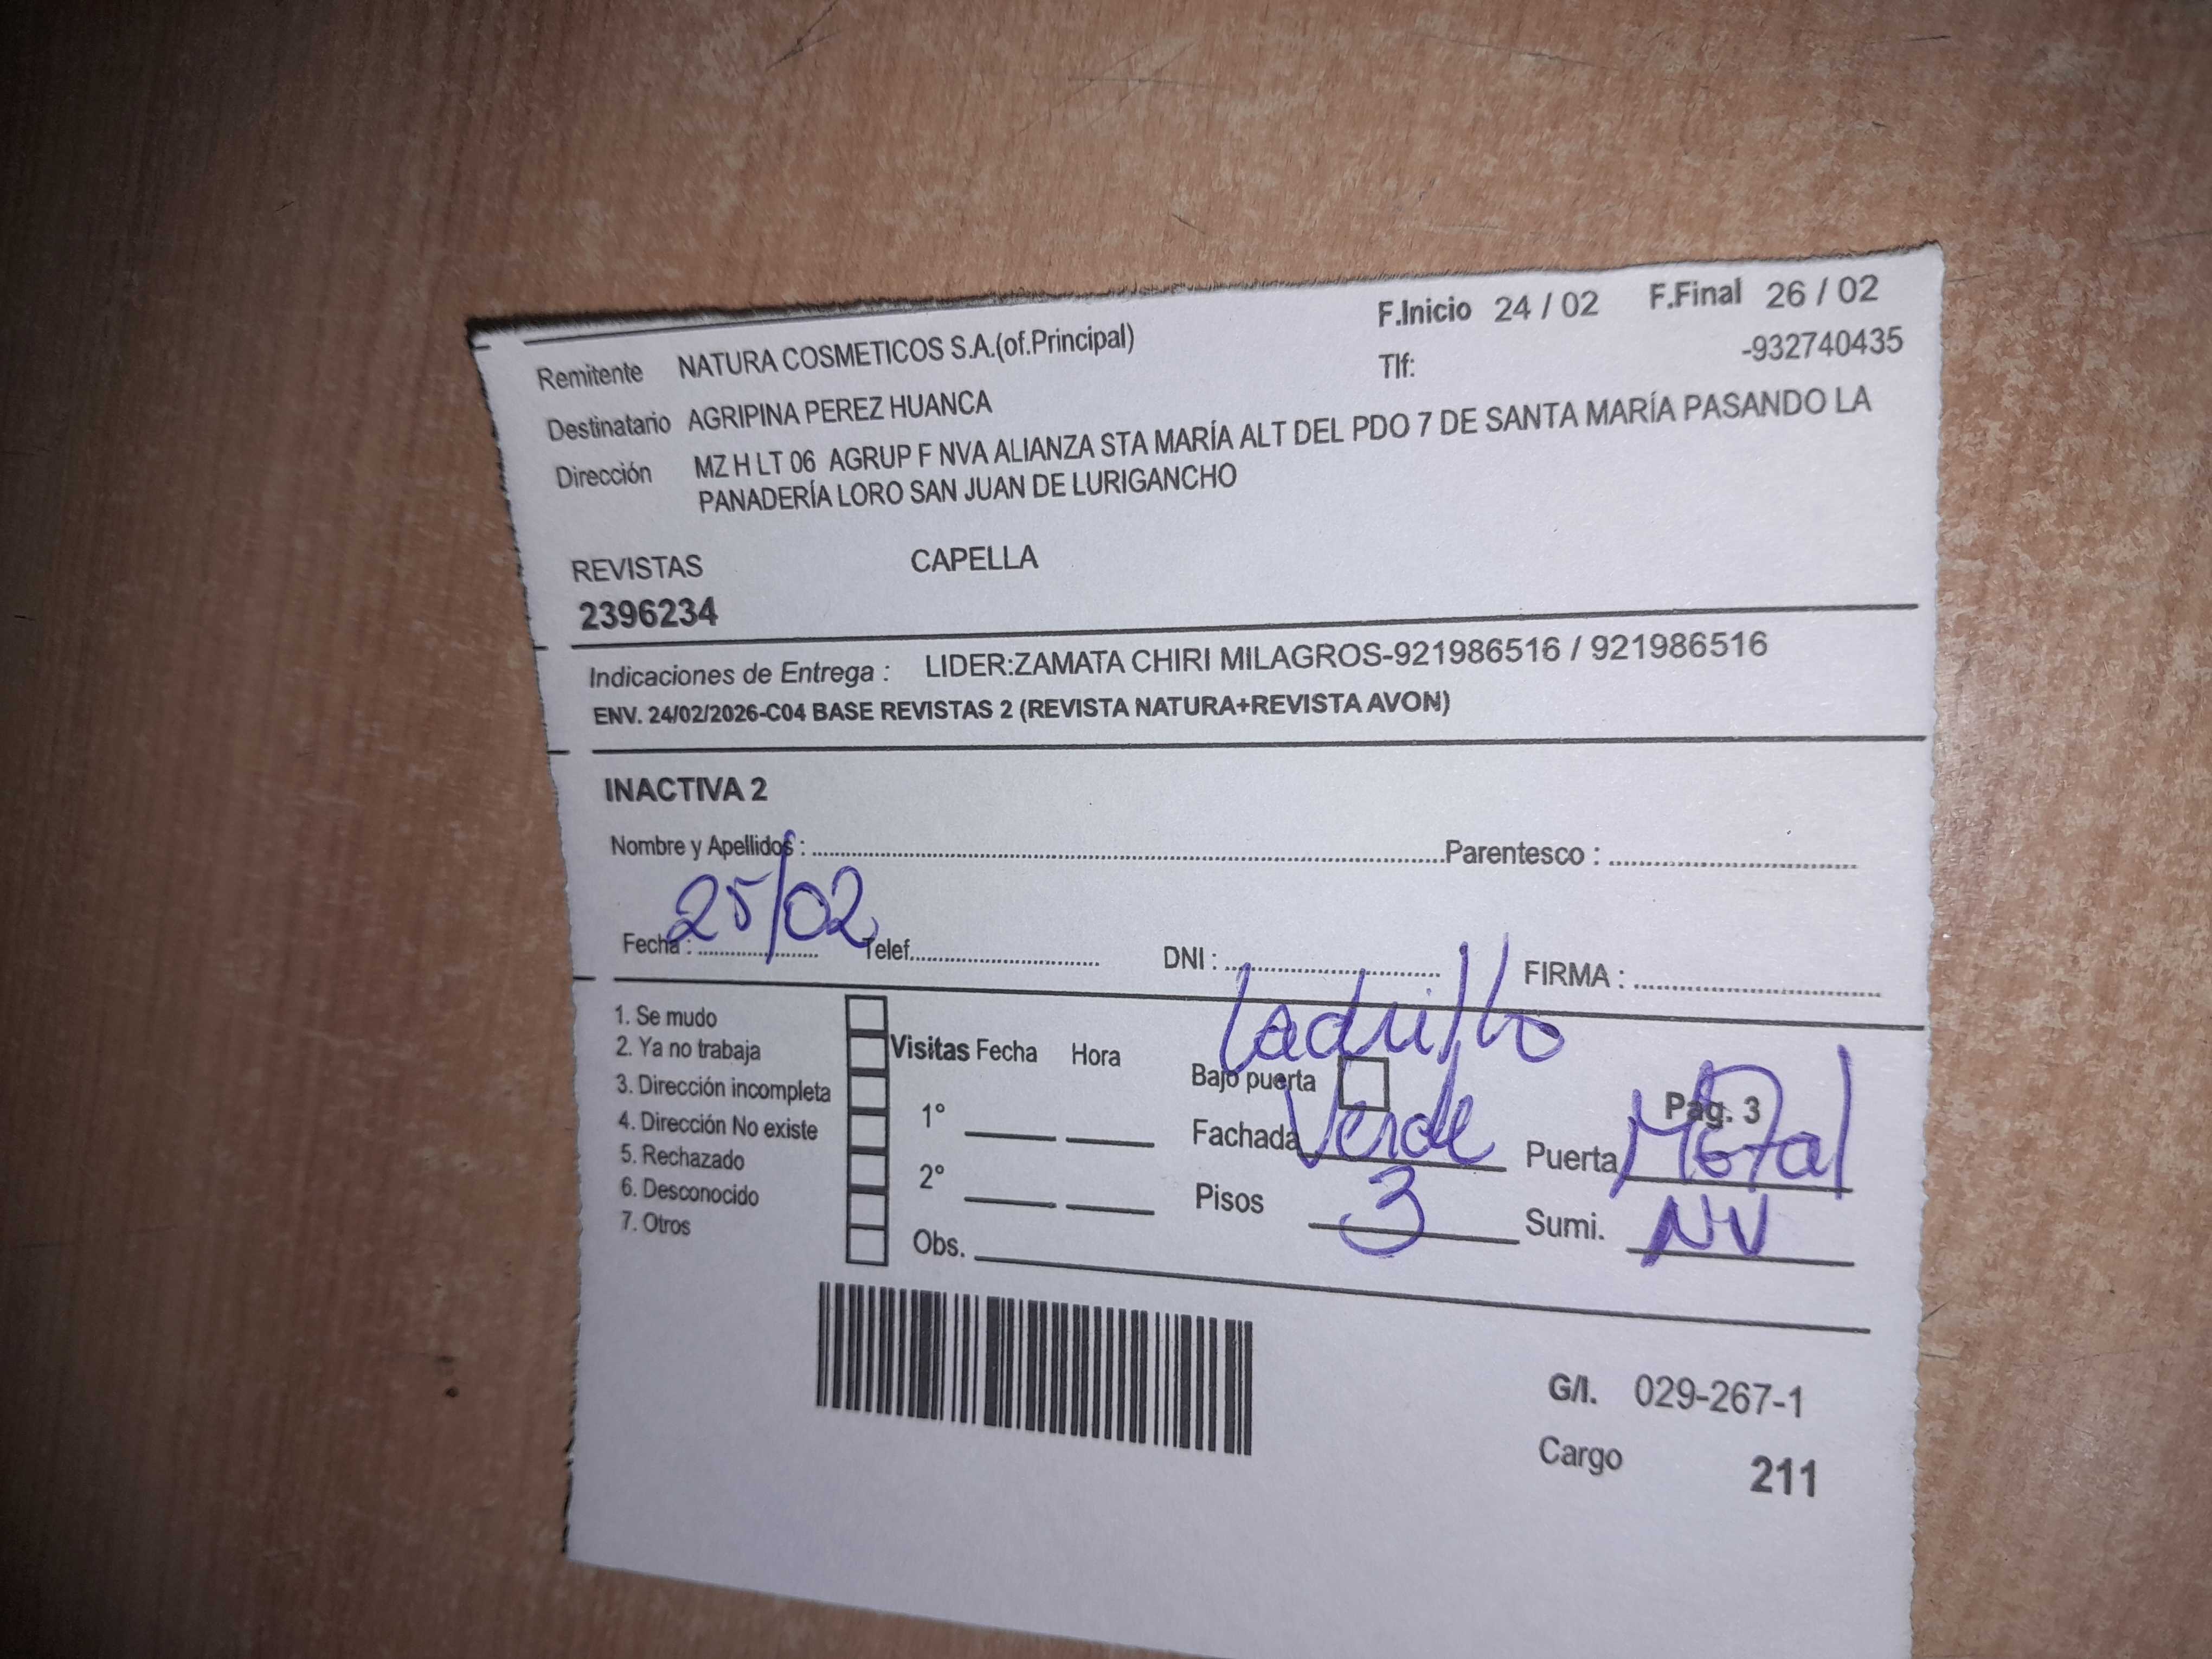 F.Inicio 24 / 02 F.Final 26 / 02
Remitente NATURA COSMETICOS S.A.(of.Principal) Tlf: -932740435
Destinatario AGRIPINA PEREZ HUANCA
Dirección MZ H LT 06 AGRUP F NVA ALIANZA STA MARÍA ALT DEL PDO 7 DE SANTA MARÍA PASANDO LA
PANADERÍA LORO SAN JUAN DE LURIGANCHO
REVISTAS CAPELLA
2396234
Indicaciones de Entrega : LIDER:ZAMATA CHIRI MILAGROS-921986516 / 921986516
ENV. 24/02/2026-C04 BASE REVISTAS 2 (REVISTA NATURA+REVISTA AVON)
INACTIVA 2
Nombre y Apellidos : Parentesco :
Fecha : 25/02 Telef. DNI : FIRMA :
1. Se mudo
2. Ya no trabaja
3. Dirección incompleta
4. Dirección No existe
5. Rechazado
6. Desconocido
7. Otros
Visitas Fecha Hora
1°
2°
Obs.
ladrillo
Bajo puerta Pag. 3
Fachada Verde Puerta Metal
Pisos 3 Sumi. NV
G/I. 029-267-1
Cargo 211